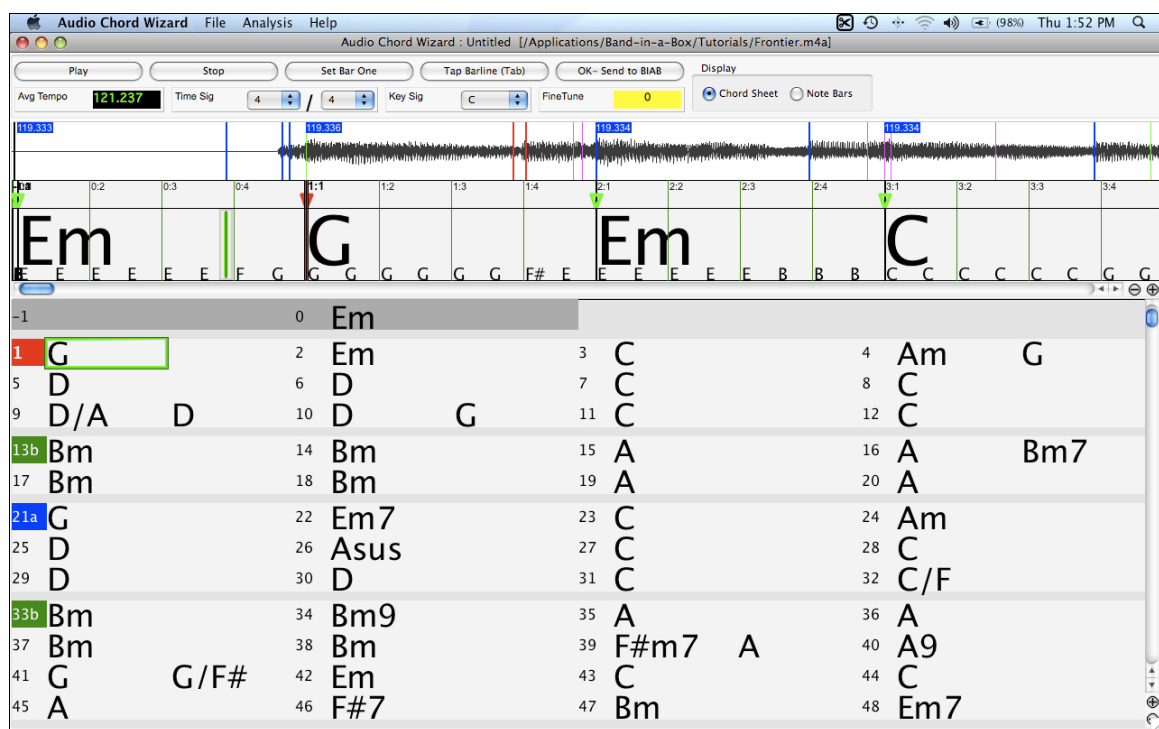 Audio Chord Wizard File Analysis Help (98%) Thu 1:52 PM
Audio Chord Wizard : Untitled [/Applications/Band-in-a-Box/Tutorials/Frontier.m4a]
Play Stop Set Bar One Tap Barline (Tab) OK- Send to BIAB Display
Avg Tempo 121.237 Time Sig 4 / 4 Key Sig C FineTune 0 Chord Sheet Note Bars
119.333 119.336 119.334 119.334
0:2 0:3 0:4 1:1 1:2 1:3 1:4 2:1 2:2 2:3 2:4 3:1 3:2 3:3 3:4
Em G Em C
E E E E E E F G G G G G G G F# E E E E E E B B B C C C C C C G G
-1 0 Em
1 G 2 Em 3 C 4 Am G
5 D 6 D 7 C 8 C
9 D/A D 10 D G 11 C 12 C
13b Bm 14 Bm 15 A 16 A Bm7
17 Bm 18 Bm 19 A 20 A
21a G 22 Em7 23 C 24 Am
25 D 26 Asus 27 C 28 C
29 D 30 D 31 C 32 C/F
33b Bm 34 Bm9 35 A 36 A
37 Bm 38 Bm 39 F#m7 A 40 A9
41 G G/F# 42 Em 43 C 44 C
45 A 46 F#7 47 Bm 48 Em7